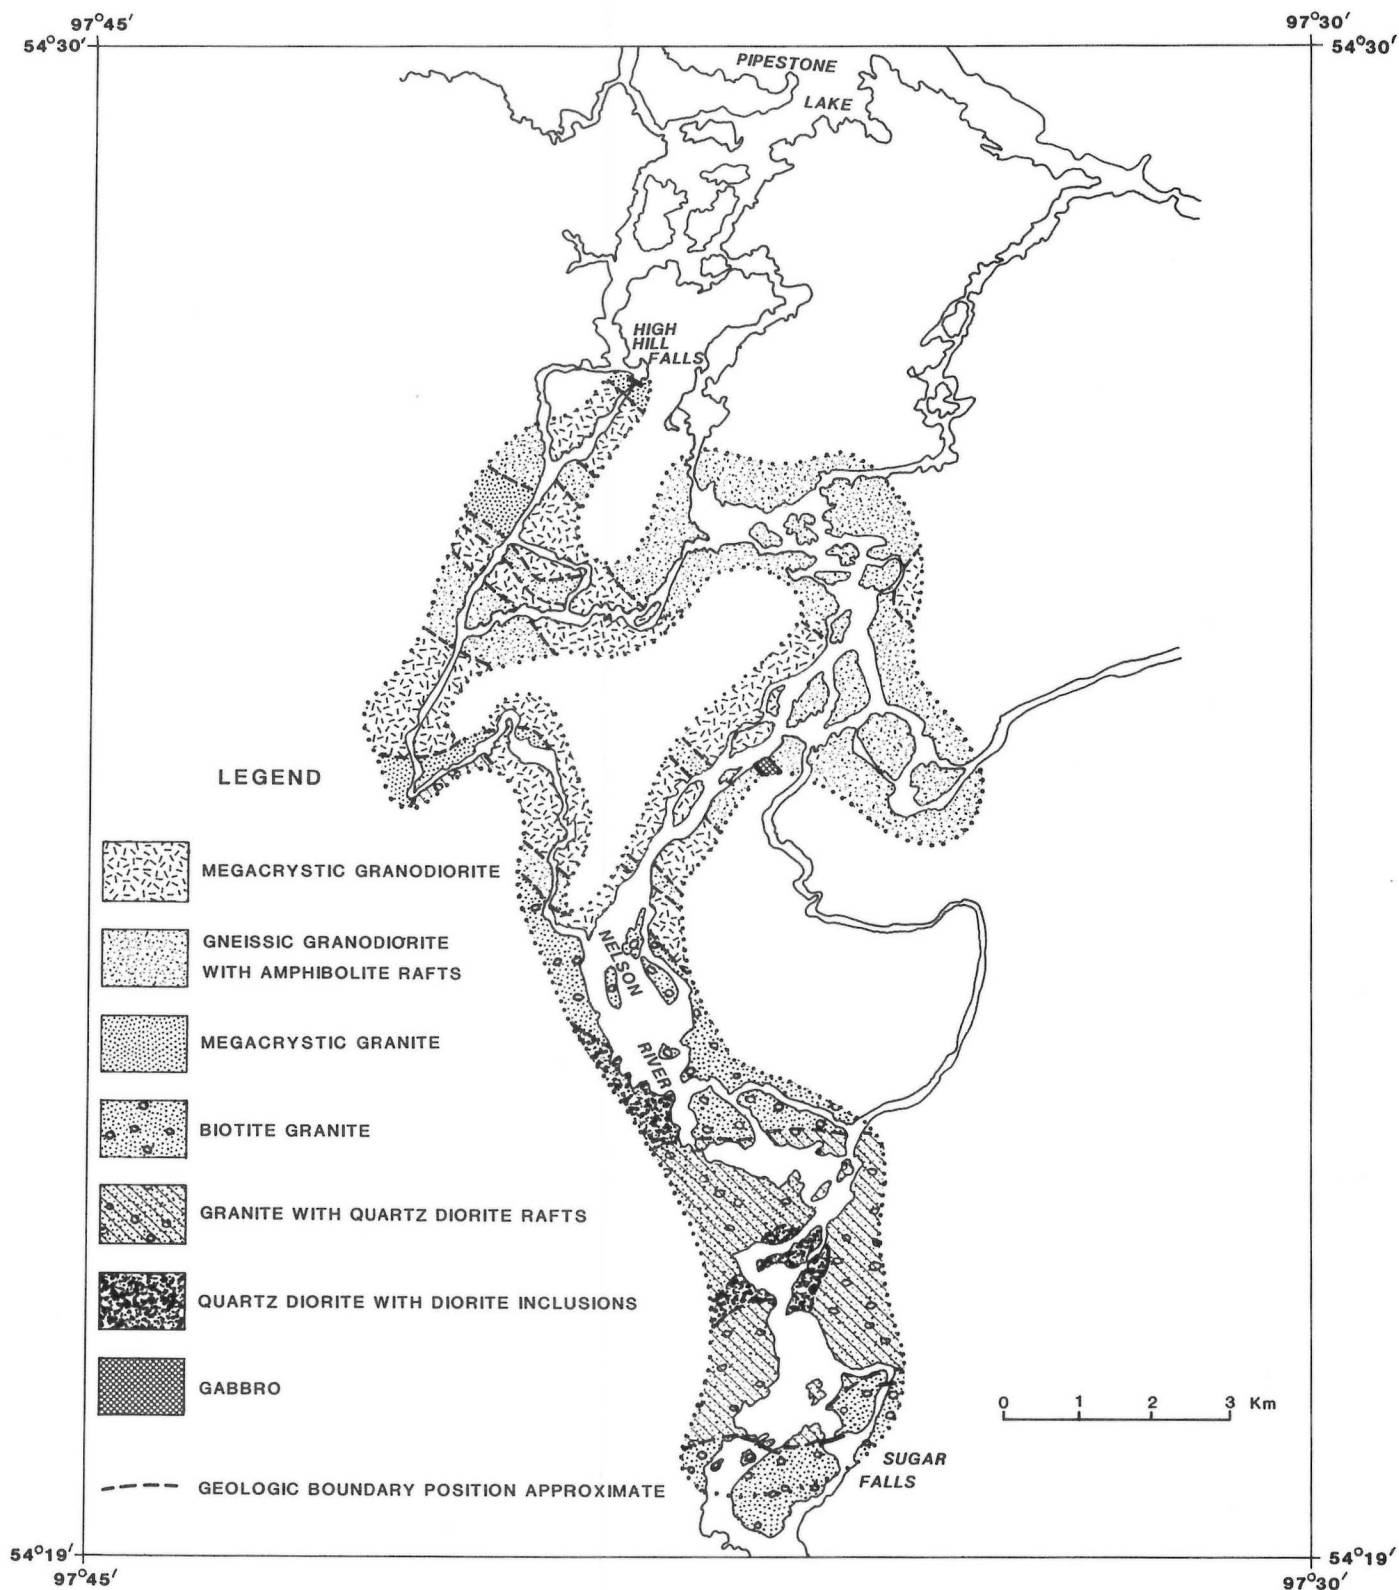 97°45′
97°30′
54°30′
54°30′
PIPESTONE
LAKE
HIGH
HILL
FALLS
LEGEND
MEGACRYSTIC GRANODIORITE
GNEISSIC GRANODIORITE
WITH AMPHIBOLITE RAFTS
MEGACRYSTIC GRANITE
BIOTITE GRANITE
GRANITE WITH QUARTZ DIORITE RAFTS
QUARTZ DIORITE WITH DIORITE INCLUSIONS
GABBRO
GEOLOGIC BOUNDARY POSITION APPROXIMATE
NELSON
RIVER
0 1 2 3 Km
SUGAR
FALLS
54°19′
54°19′
97°45′
97°30′